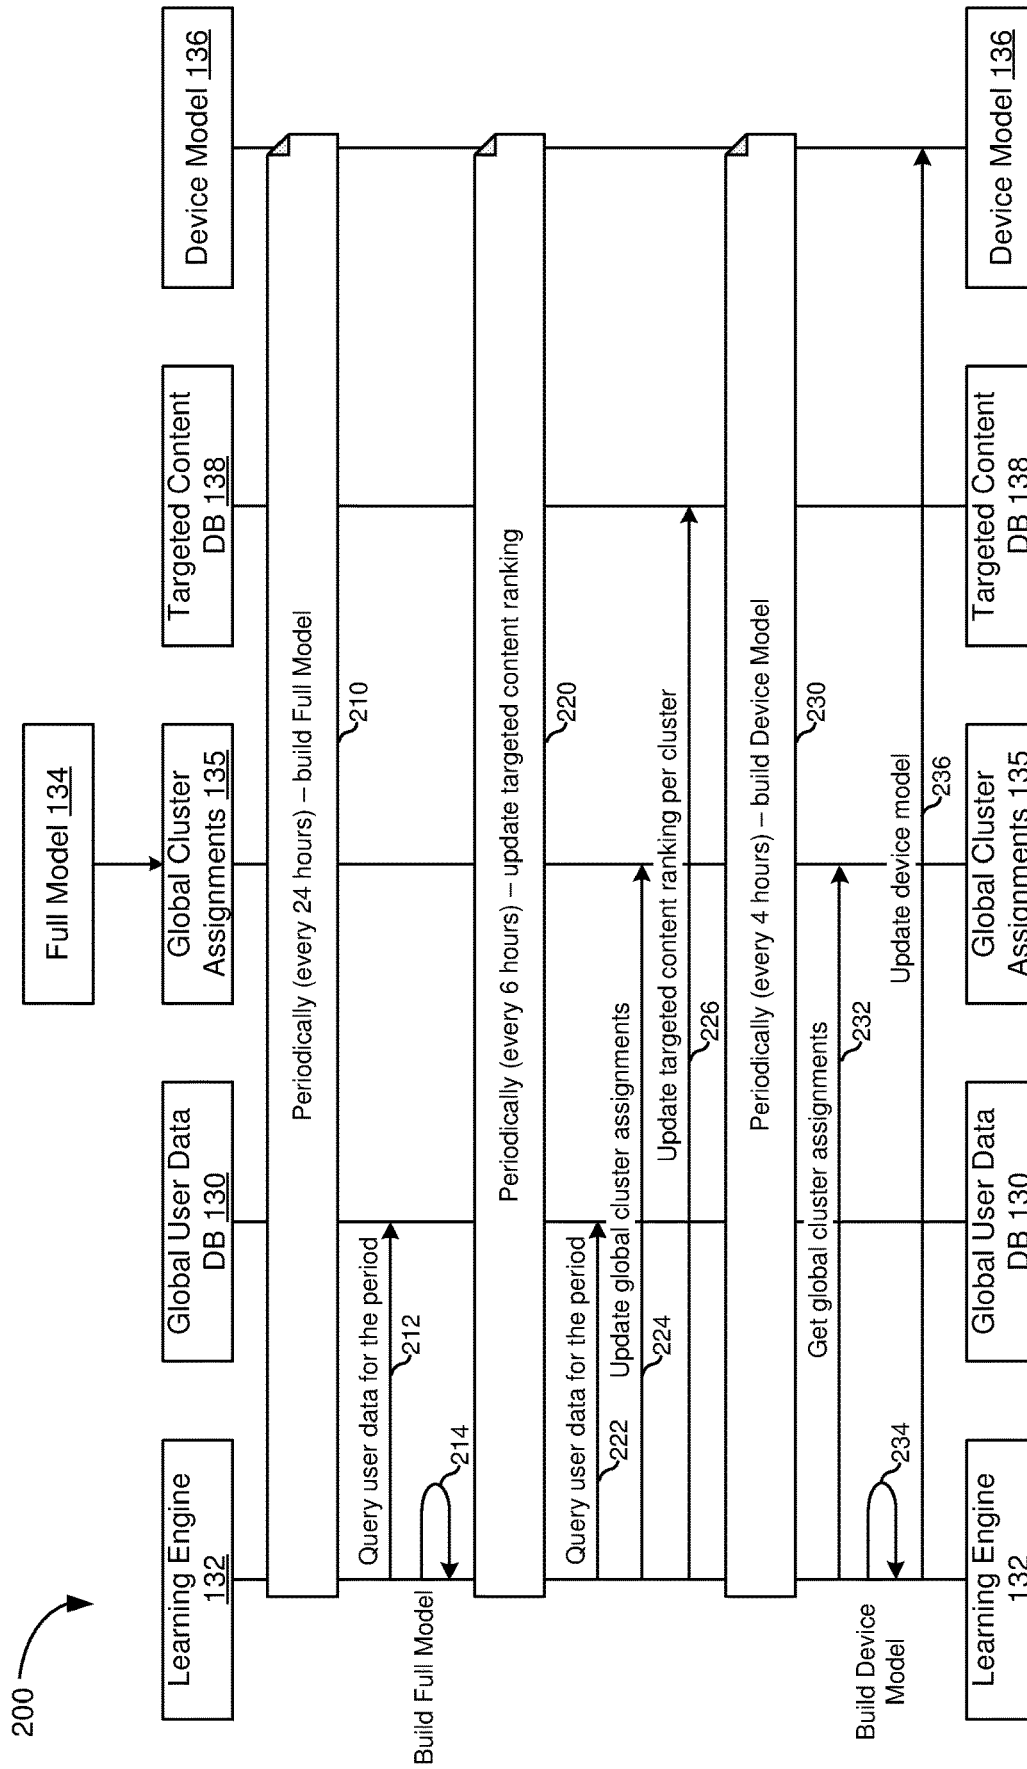 200
Full Model 134
Learning Engine
132
Global User Data
DB 130
Global Cluster
Assignments 135
Targeted Content
DB 138
Device Model 136
Periodically (every 24 hours) – build Full Model
210
Query user data for the period
212
Build Full Model
214
Periodically (every 6 hours) – update targeted content ranking
220
Query user data for the period
222
Update global cluster assignments
224
Update targeted content ranking per cluster
226
Periodically (every 4 hours) – build Device Model
230
Get global cluster assignments
232
Build Device
Model
234
Update device model
236
Learning Engine
132
Global User Data
DB 130
Global Cluster
Assignments 135
Targeted Content
DB 138
Device Model 136